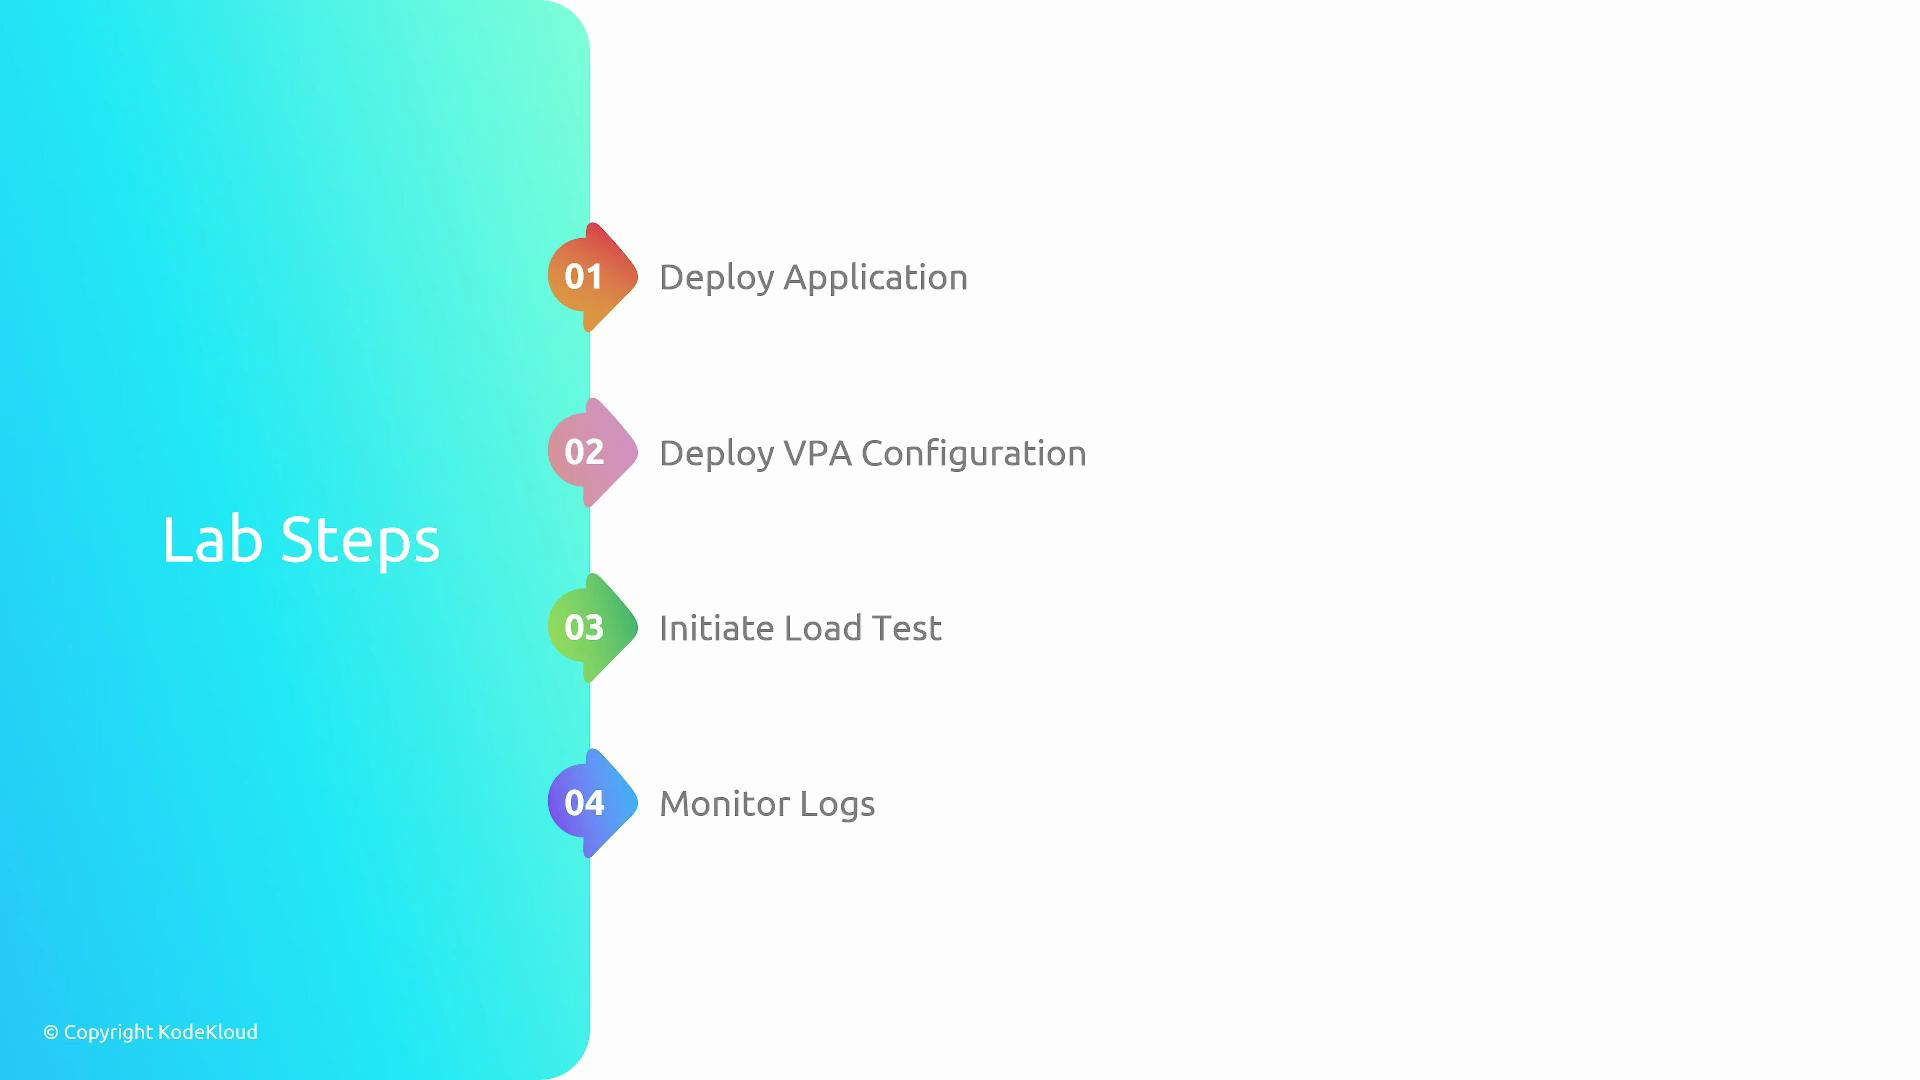 Lab Steps
01 Deploy Application
02 Deploy VPA Configuration
03 Initiate Load Test
04 Monitor Logs
© Copyright KodeKloud